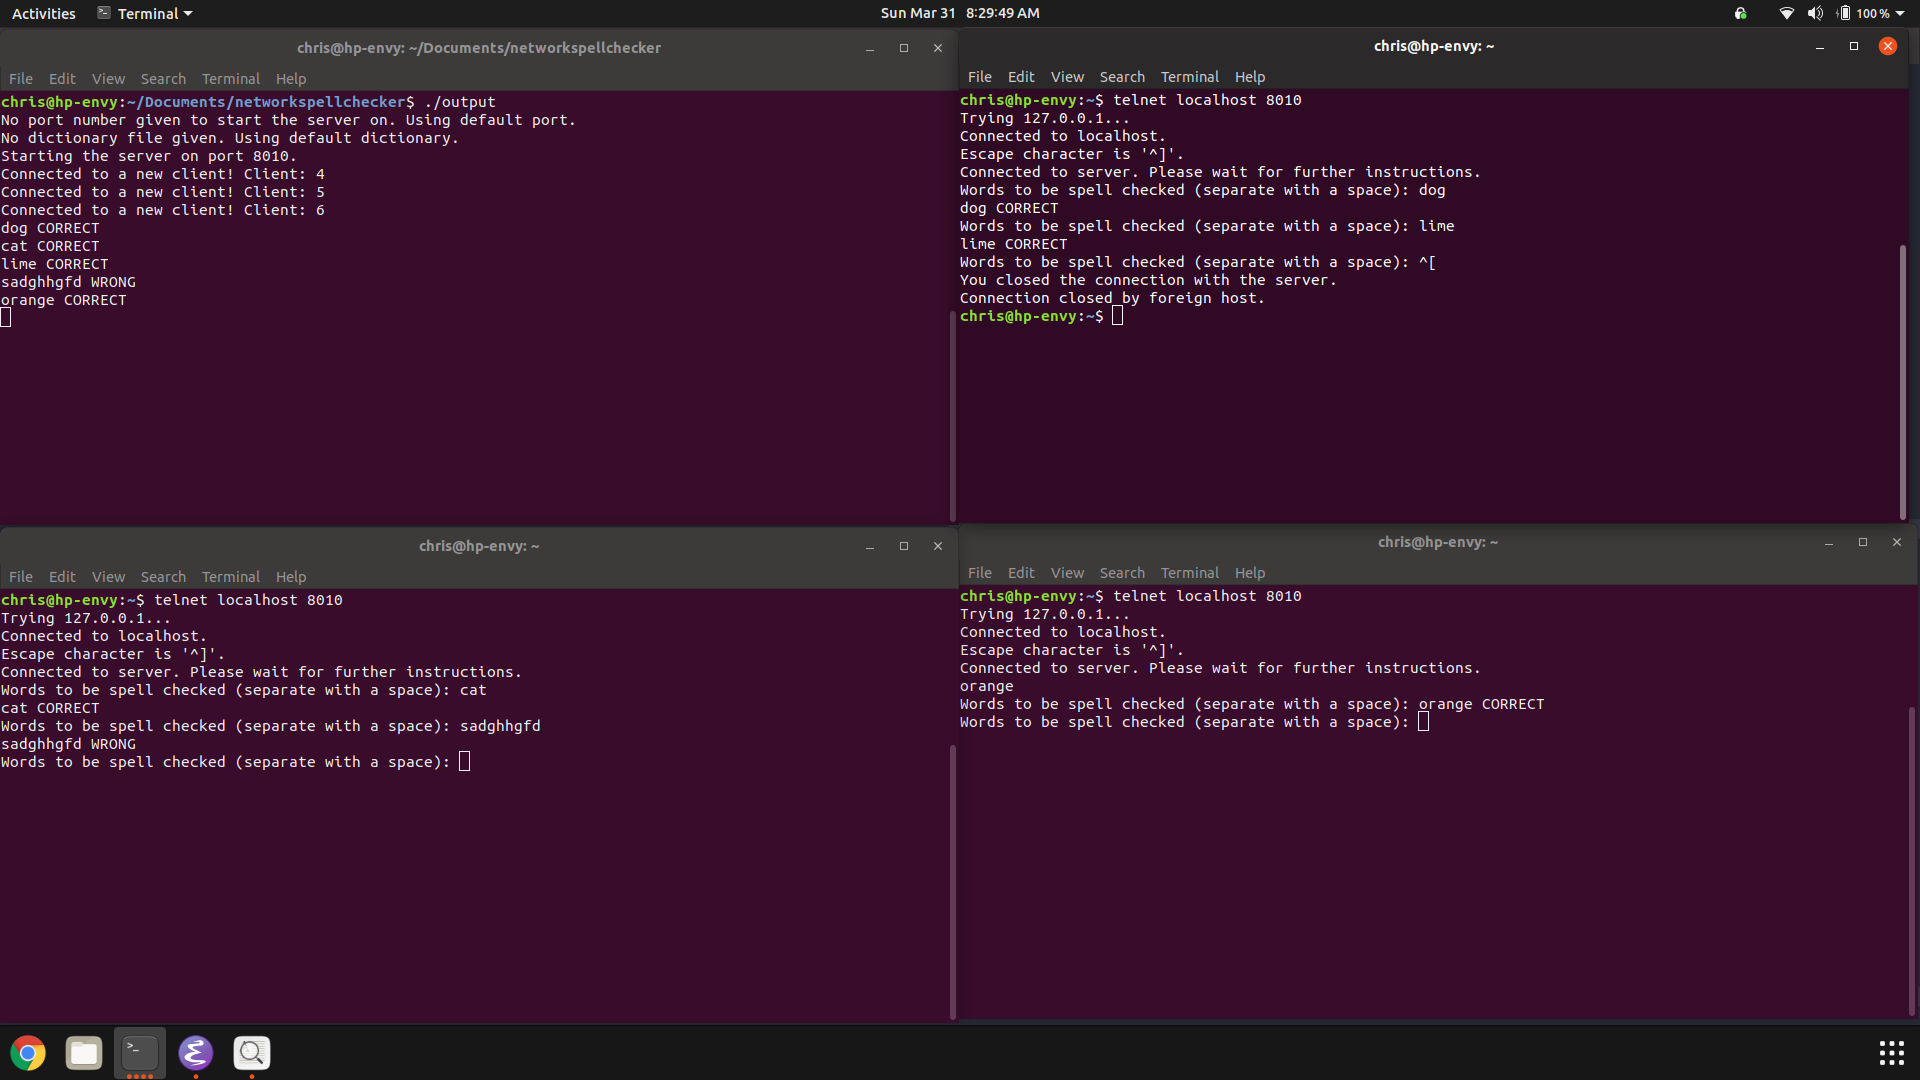 Activities Terminal Sun Mar 31 8:29:49 AM 100 %
chris@hp-envy: ~/Documents/networkspellchecker
File Edit View Search Terminal Help
chris@hp-envy:~/Documents/networkspellchecker$ ./output
No port number given to start the server on. Using default port.
No dictionary file given. Using default dictionary.
Starting the server on port 8010.
Connected to a new client! Client: 4
Connected to a new client! Client: 5
Connected to a new client! Client: 6
dog CORRECT
cat CORRECT
lime CORRECT
sadghhgfd WRONG
orange CORRECT
chris@hp-envy: ~
File Edit View Search Terminal Help
chris@hp-envy:~$ telnet localhost 8010
Trying 127.0.0.1...
Connected to localhost.
Escape character is '^]'.
Connected to server. Please wait for further instructions.
Words to be spell checked (separate with a space): dog
dog CORRECT
Words to be spell checked (separate with a space): lime
lime CORRECT
Words to be spell checked (separate with a space): ^[
You closed the connection with the server.
Connection closed by foreign host.
chris@hp-envy:~$
chris@hp-envy: ~
File Edit View Search Terminal Help
chris@hp-envy:~$ telnet localhost 8010
Trying 127.0.0.1...
Connected to localhost.
Escape character is '^]'.
Connected to server. Please wait for further instructions.
Words to be spell checked (separate with a space): cat
cat CORRECT
Words to be spell checked (separate with a space): sadghhgfd
sadghhgfd WRONG
Words to be spell checked (separate with a space):
chris@hp-envy: ~
File Edit View Search Terminal Help
chris@hp-envy:~$ telnet localhost 8010
Trying 127.0.0.1...
Connected to localhost.
Escape character is '^]'.
Connected to server. Please wait for further instructions.
orange
Words to be spell checked (separate with a space): orange CORRECT
Words to be spell checked (separate with a space):